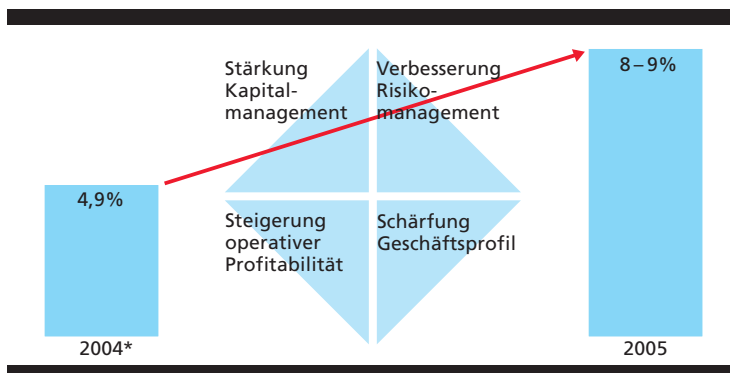 Stärkung
Kapital-
management
Verbesserung
Risiko-
management
8–9%
4,9%
Steigerung
operativer
Profitabilität
Schärfung
Geschäftsprofil
2004*
2005